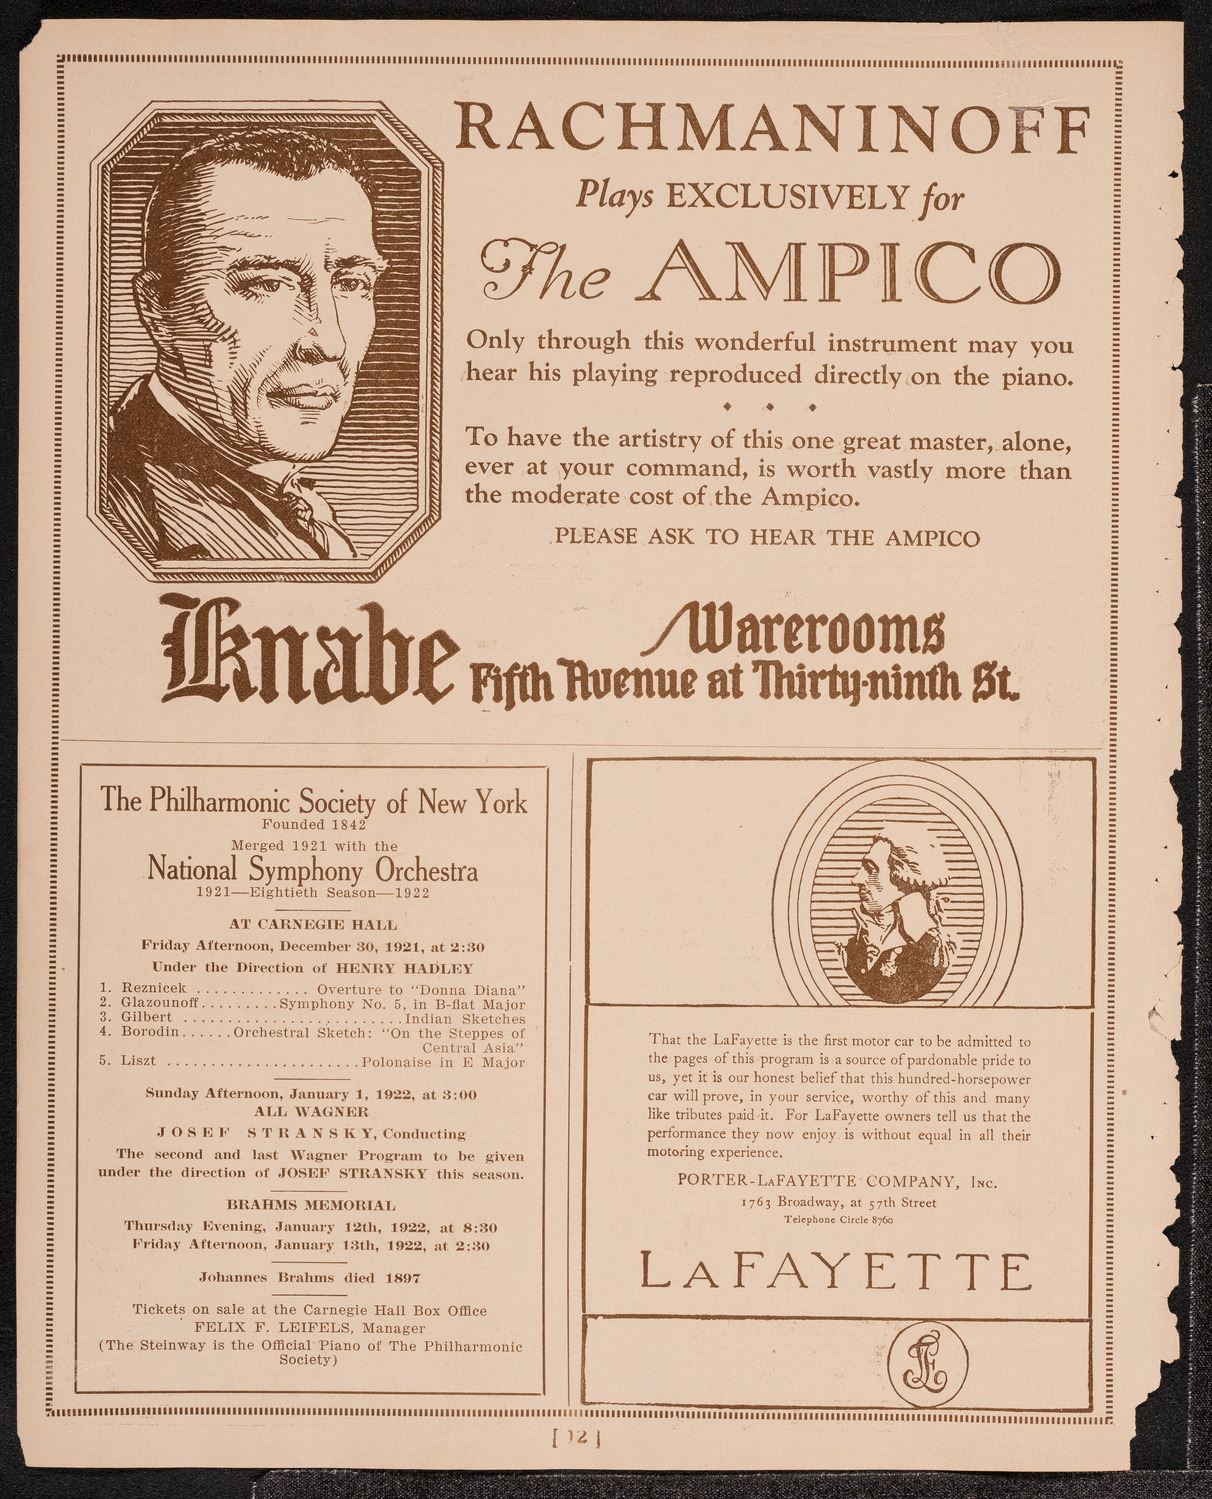 RACHMANINOFF
Plays EXCLUSIVELY for
The AMPICO
Only through this wonderful instrument may you
hear his playing reproduced directly on the piano.
To have the artistry of this one great master, alone,
ever at your command, is worth vastly more than
the moderate cost of the Ampico.
PLEASE ASK TO HEAR THE AMPICO
Knabe Warerooms
Fifth Avenue at Thirty-ninth St.
The Philharmonic Society of New York
Founded 1842
Merged 1921 with the
National Symphony Orchestra
1921—Eightieth Season—1922
AT CARNEGIE HALL
Friday Afternoon, December 30, 1921, at 2:30
Under the Direction of HENRY HADLEY
1. Reznicek ............. Overture to "Donna Diana"
2. Glazounoff.........Symphony No. 5, in B-flat Major
3. Gilbert .........................Indian Sketches
4. Borodin......Orchestral Sketch: "On the Steppes of
Central Asia"
5. Liszt ......................Polonaise in E Major
Sunday Afternoon, January 1, 1922, at 3:00
ALL WAGNER
JOSEF STRANSKY, Conducting
The second and last Wagner Program to be given
under the direction of JOSEF STRANSKY this season.
BRAHMS MEMORIAL
Thursday Evening, January 12th, 1922, at 8:30
Friday Afternoon, January 13th, 1922, at 2:30
Johannes Brahms died 1897
Tickets on sale at the Carnegie Hall Box Office
FELIX F. LEIFELS, Manager
(The Steinway is the Official Piano of The Philharmonic
Society)
That the LaFayette is the first motor car to be admitted to
the pages of this program is a source of pardonable pride to
us, yet it is our honest belief that this hundred-horsepower
car will prove, in your service, worthy of this and many
like tributes paid it. For LaFayette owners tell us that the
performance they now enjoy is without equal in all their
motoring experience.
PORTER-LAFAYETTE COMPANY, INC.
1763 Broadway, at 57th Street
Telephone Circle 8760
LAFAYETTE
[ 12 ]